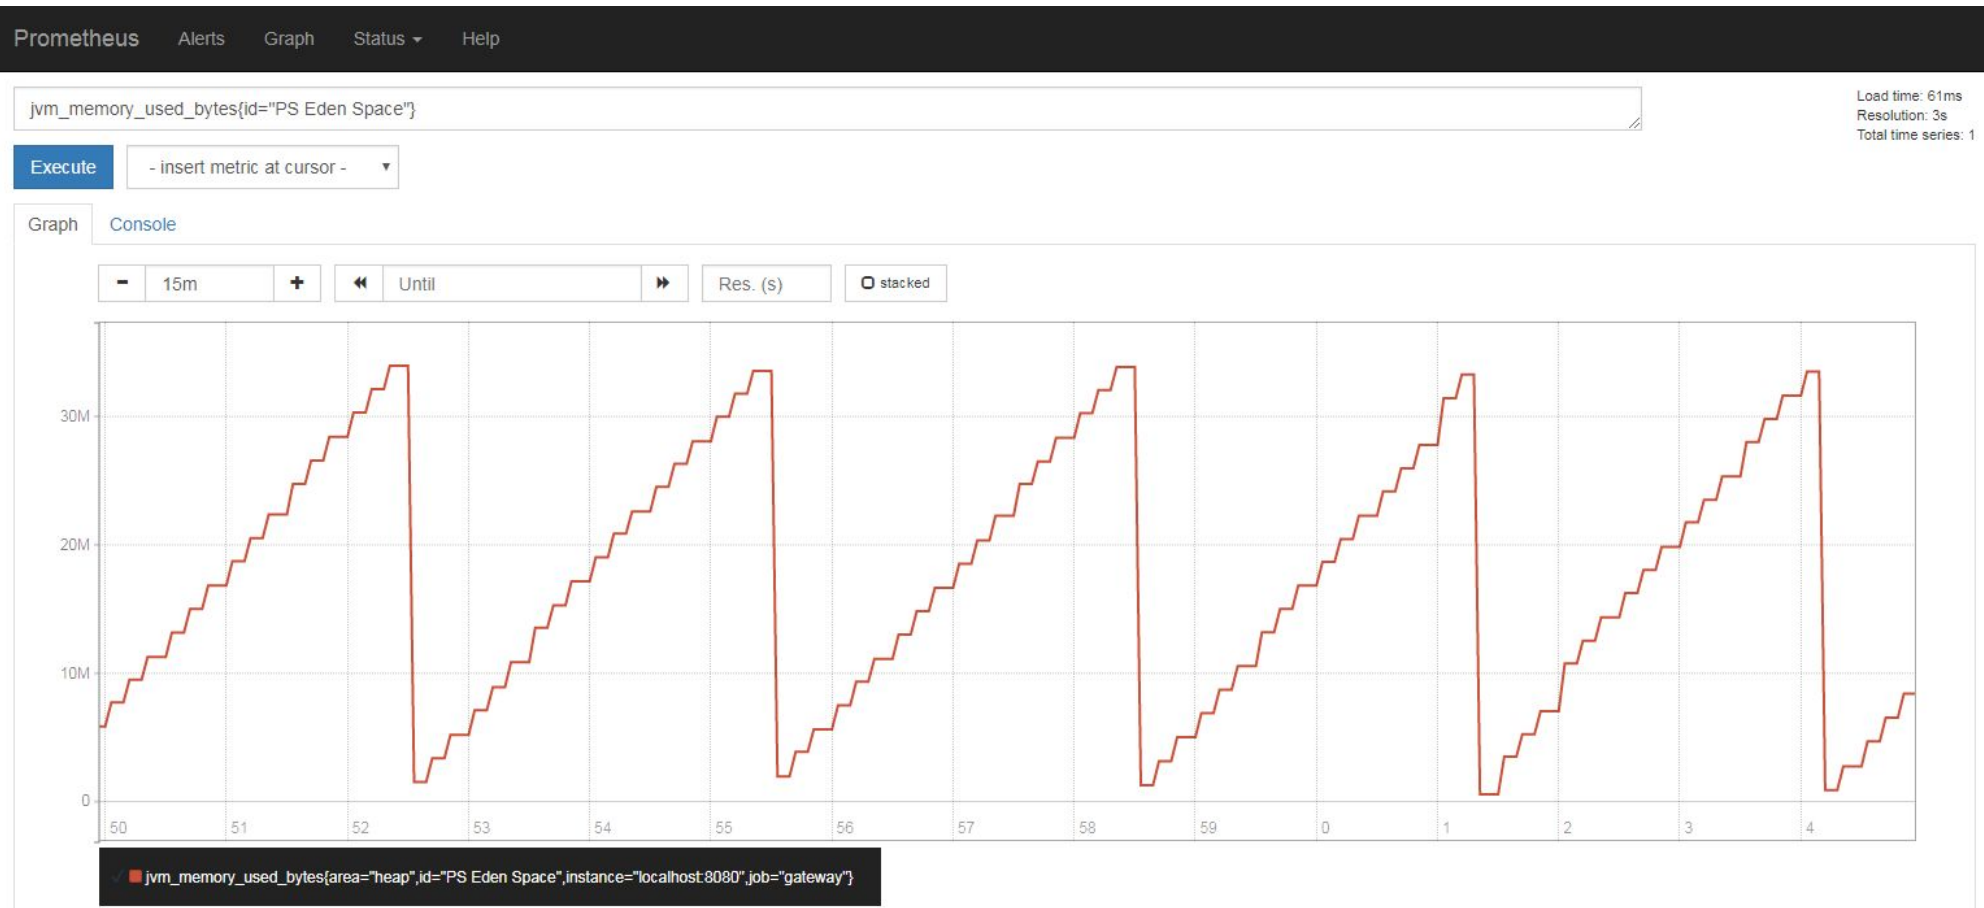 Prometheus Alerts Graph Status Help
jvm_memory_used_bytes{id="PS Eden Space"}
Load time: 61ms
Resolution: 3s
Total time series: 1
Execute - insert metric at cursor -
Graph Console
- 15m + Until Res. (s) stacked
30M
20M
10M
0
50 51 52 53 54 55 56 57 58 59 0 1 2 3 4
jvm_memory_used_bytes{area="heap",id="PS Eden Space",instance="localhost:8080",job="gateway"}